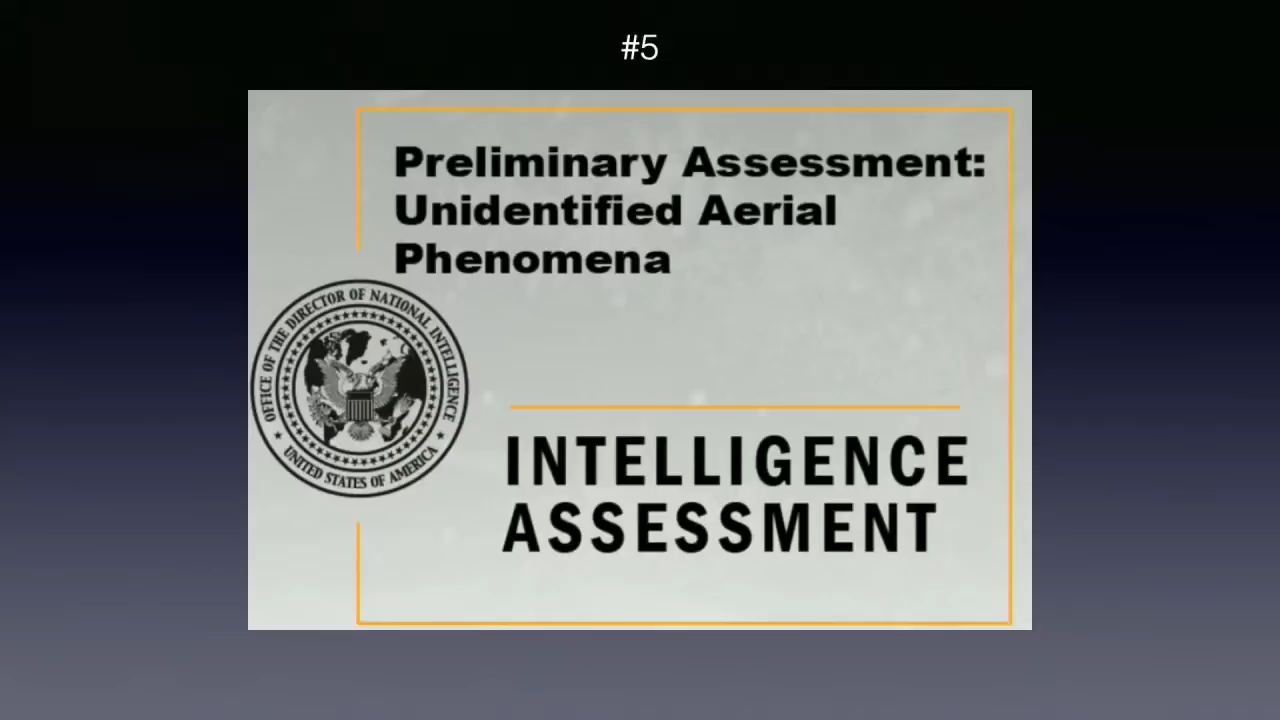 #5
Preliminary Assessment:
Unidentified Aerial
Phenomena
OFFICE OF THE DIRECTOR OF NATIONAL INTELLIGENCE
★ UNITED STATES OF AMERICA ★
INTELLIGENCE
ASSESSMENT